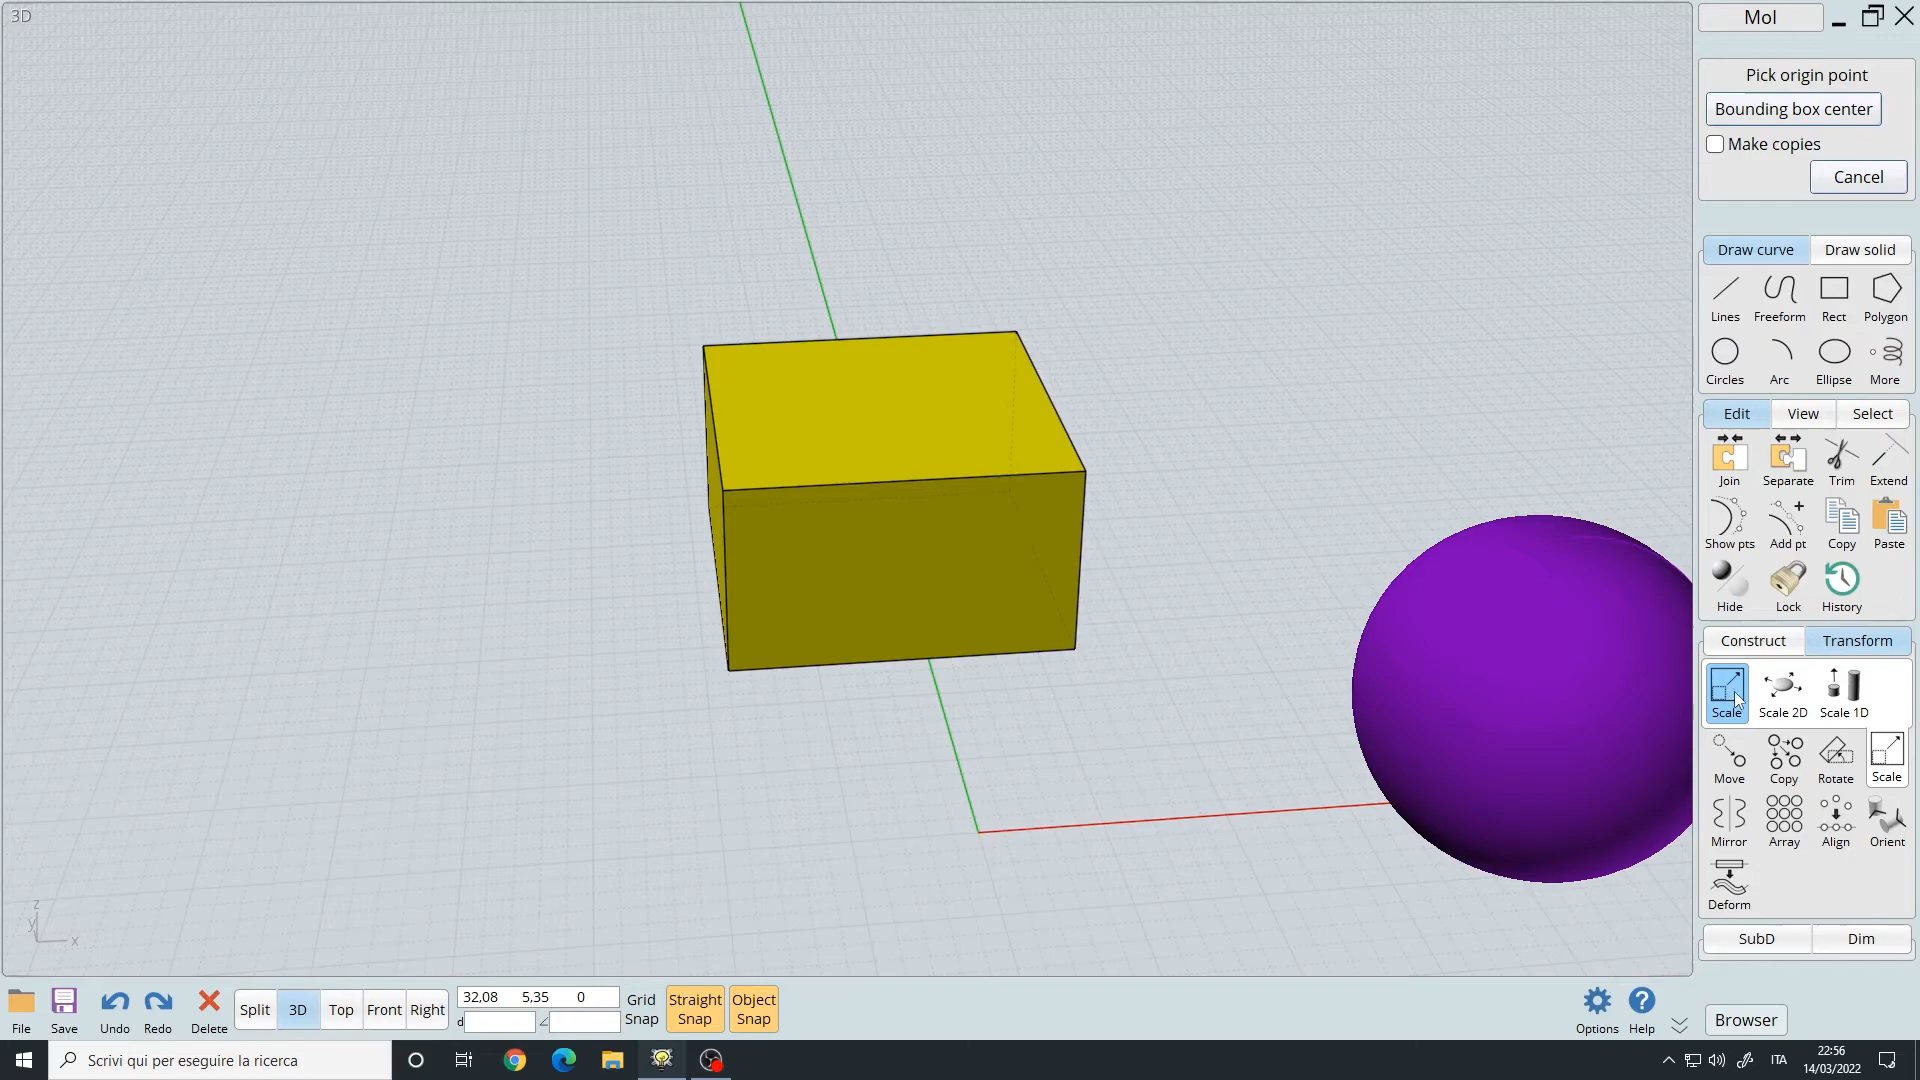 3D
MoI
Pick origin point
Bounding box center
Make copies
Cancel
Draw curve Draw solid
Lines Freeform Rect Polygon
Circles Arc Ellipse More
Edit View Select
Join Separate Trim Extend
Show pts Add pt Copy Paste
Hide Lock History
Construct Transform
Scale Scale 2D Scale 1D
Move Copy Rotate Scale
Mirror Array Align Orient
Deform
SubD Dim
z
y
x
File Save Undo Redo Delete
Split 3D Top Front Right
32,08 5,35 0
d
Grid Snap
Straight Snap
Object Snap
Options Help
Browser
Scrivi qui per eseguire la ricerca
ITA
22:56
14/03/2022